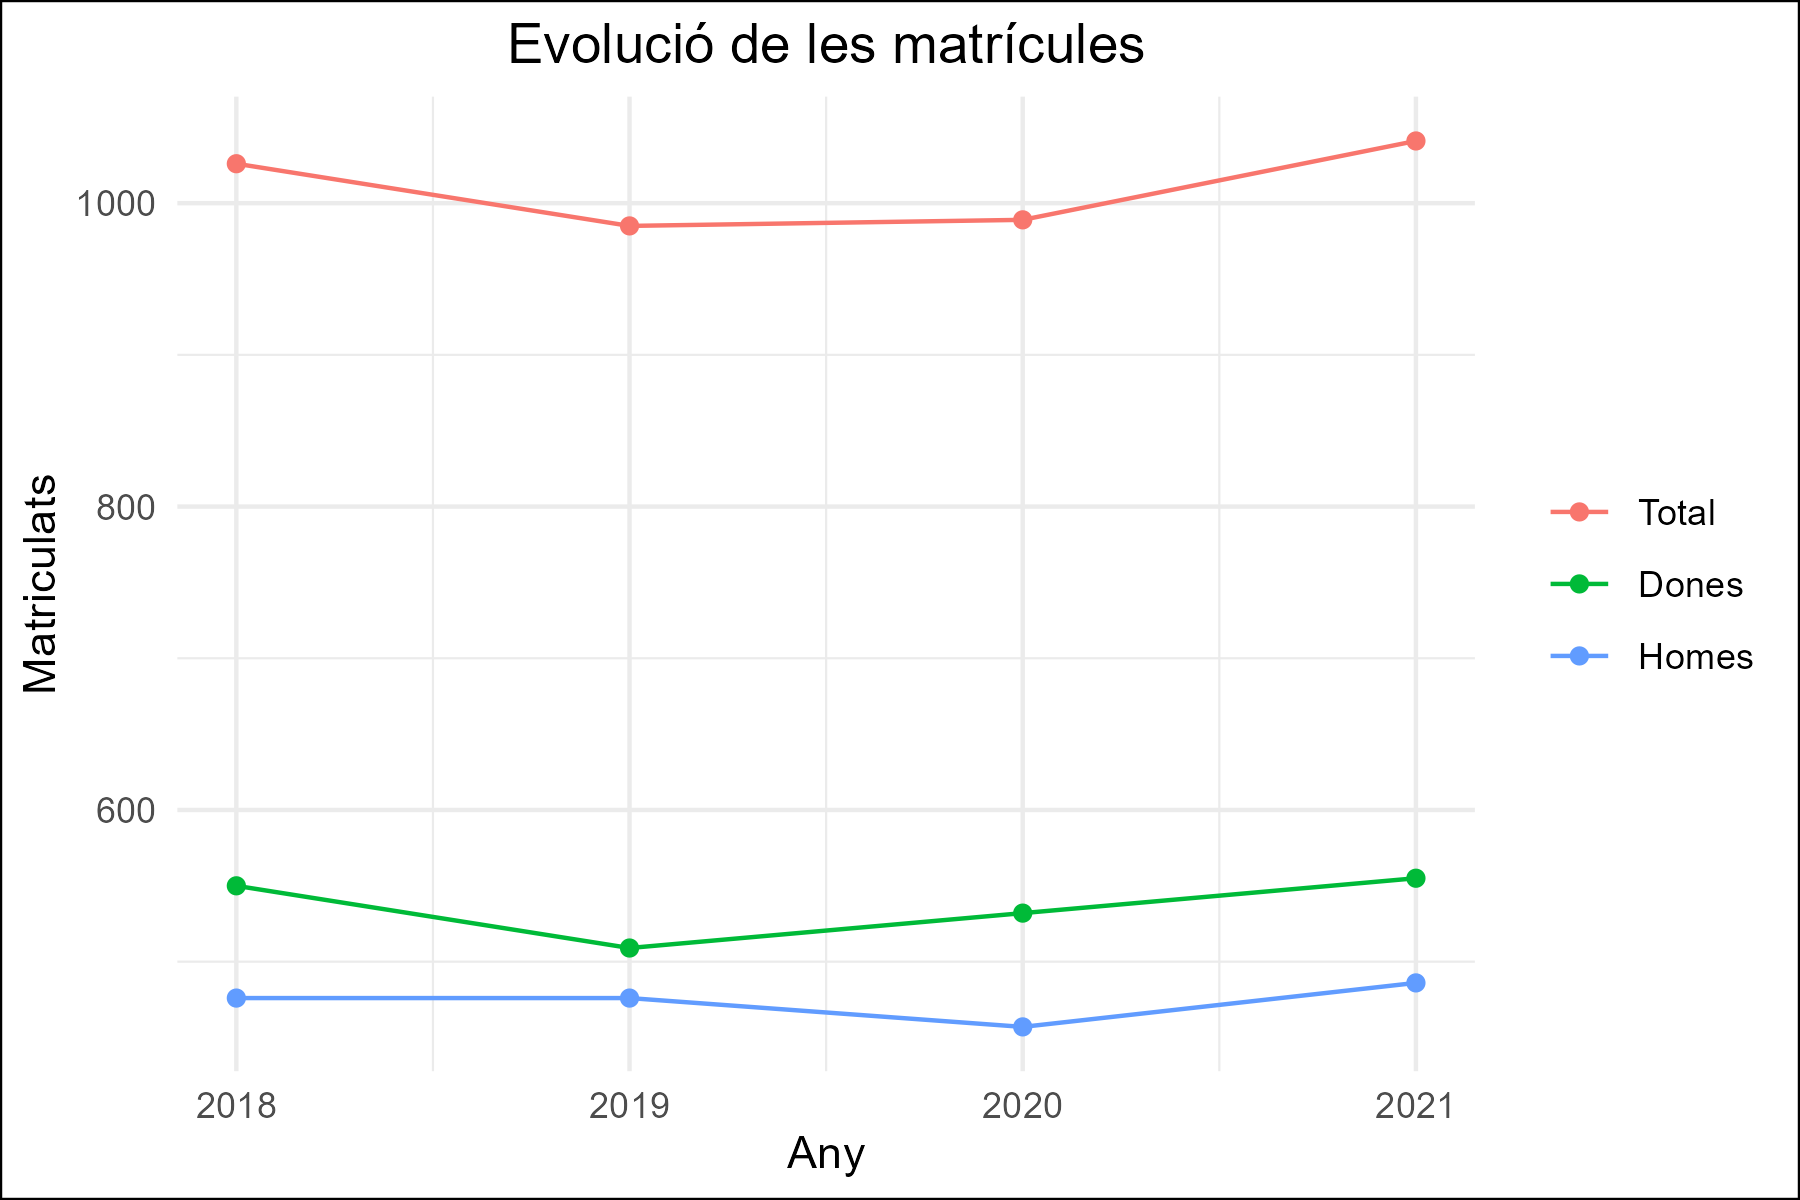 Evolució de les matrícules
Matriculats
1000
800
600
2018
2019
2020
2021
Any
Total
Dones
Homes